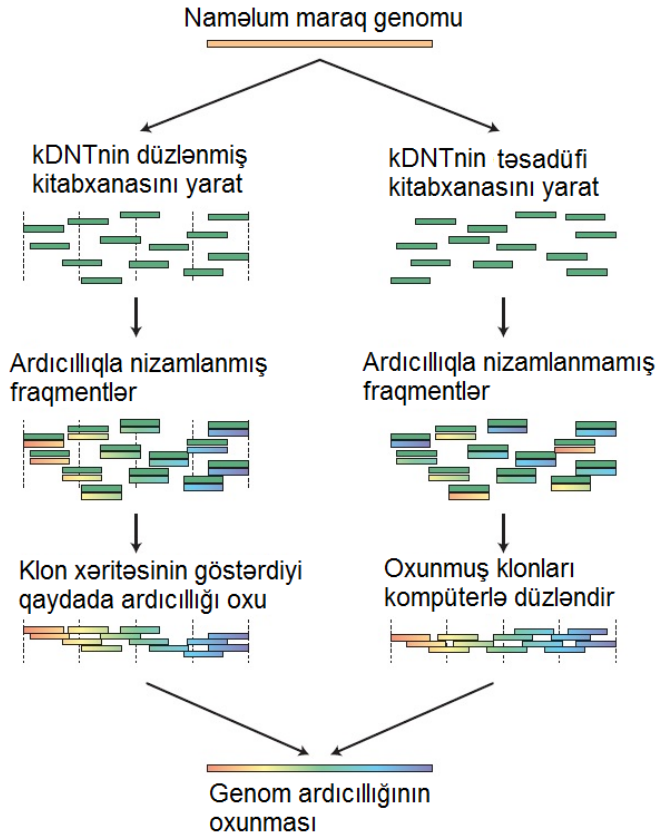 Naməlum maraq genomu
kDNTnin düzlənmiş
kitabxanasını yarat
kDNTnin təsadüfi
kitabxanasını yarat
Ardıcıllıqla nizamlanmış
fraqmentlər
Ardıcıllıqla nizamlanmamış
fraqmentlər
Klon xəritəsinin göstərdiyi
qaydada ardıcıllığı oxu
Oxunmuş klonları
kompüterlə düzləndir
Genom ardıcıllığının
oxunması